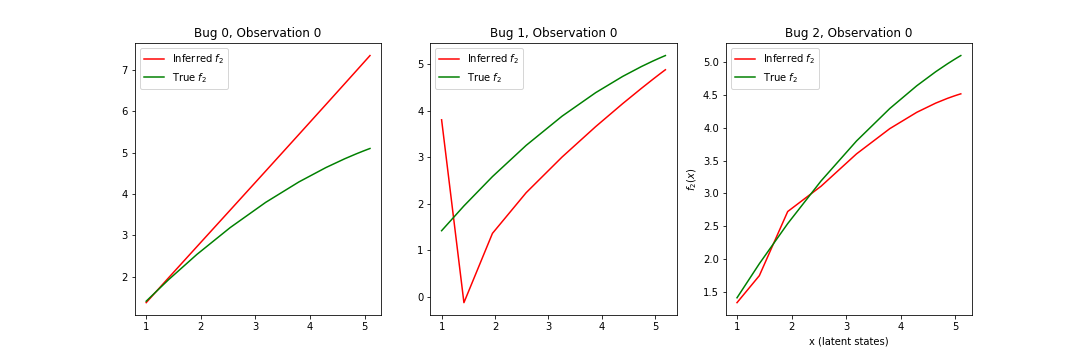 Bug 0, Observation 0
Inferred f₂
True f₂
7
6
5
4
3
2
1 2 3 4 5
Bug 1, Observation 0
Inferred f₂
True f₂
5
4
3
2
1
0
1 2 3 4 5
Bug 2, Observation 0
Inferred f₂
True f₂
f₂(x)
5.0
4.5
4.0
3.5
3.0
2.5
2.0
1.5
1 2 3 4 5
x (latent states)